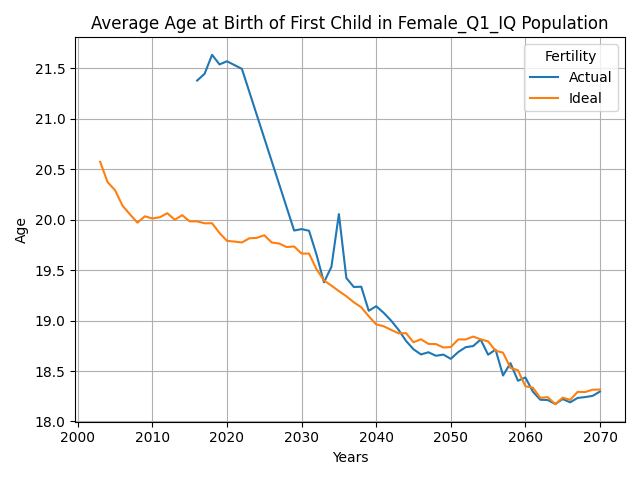 Average Age at Birth of First Child in Female_Q1_IQ Population
Fertility
Actual
Ideal
Age
21.5
21.0
20.5
20.0
19.5
19.0
18.5
18.0
2000 2010 2020 2030 2040 2050 2060 2070
Years